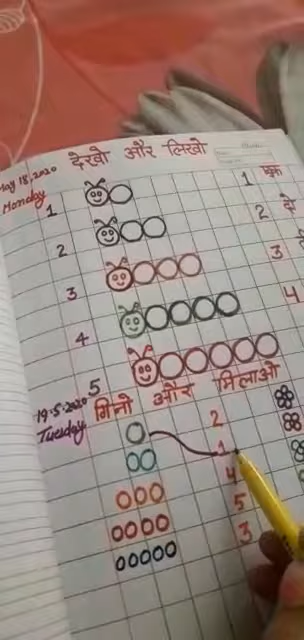 देखो और लिखो
May 18, 2020 1
Monday
1 2
2 3
3 4
4
5
19-5-2020 गिनो और मिलाओ
Tuesday 2
1
4
5
3